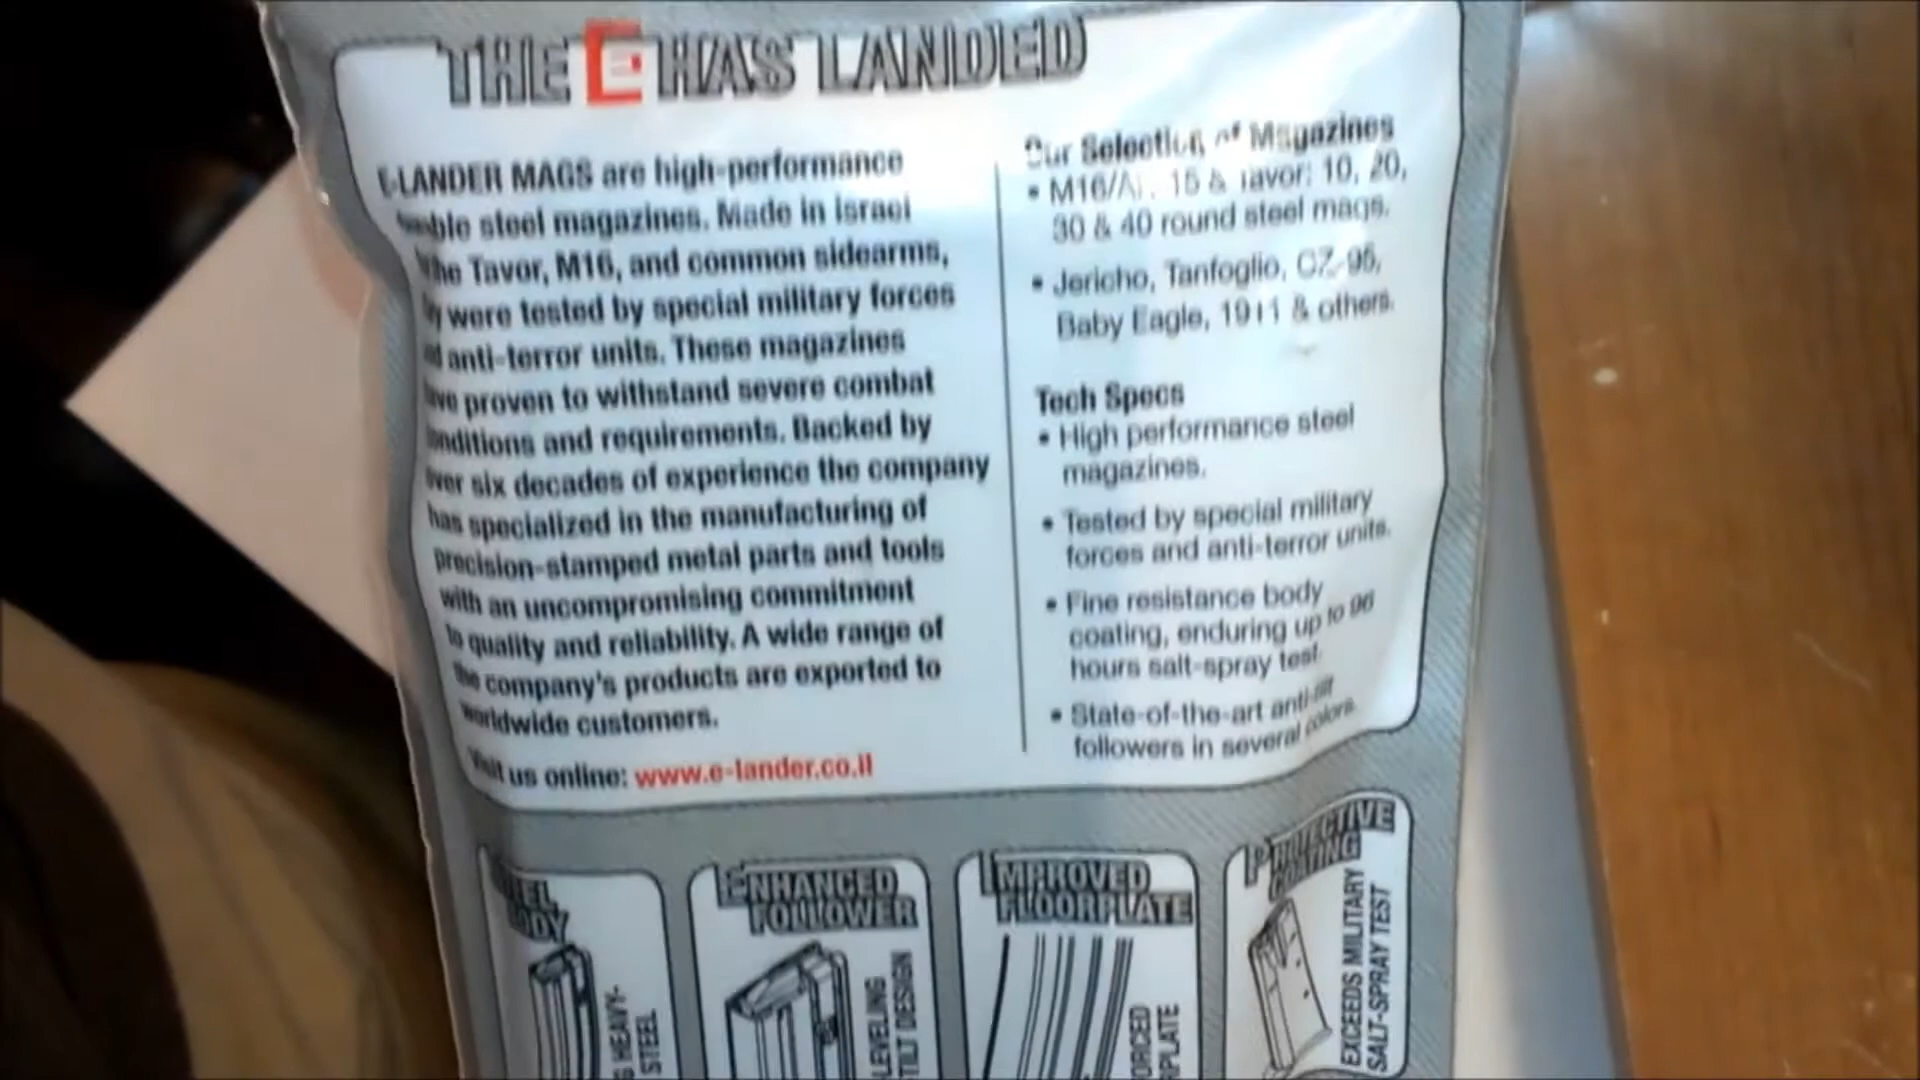 THE E HAS LANDED
E-LANDER MAGS are high-performance
steel magazines. Made in Israel
the Tavor, M16, and common sidearms,
were tested by special military forces
anti-terror units. These magazines
proven to withstand severe combat
conditions and requirements. Backed by
over six decades of experience the company
has specialized in the manufacturing of
precision-stamped metal parts and tools
with an uncompromising commitment
to quality and reliability. A wide range of
the company's products are exported to
worldwide customers.
Visit us online: www.e-lander.co.il
Our Selection of Magazines
• M16/AR 15 & Tavor: 10, 20,
30 & 40 round steel mags.
• Jericho, Tanfoglio, CZ-95,
Baby Eagle, 1911 & others.
Tech Specs
• High performance steel
magazines.
• Tested by special military
forces and anti-terror units.
• Fine resistance body
coating, enduring up to 96
hours salt-spray test.
• State-of-the-art anti-tilt
followers in several colors.
ENHANCED
FOLLOWER
-LEVELING
TILT DESIGN
IMPROVED
FLOORPLATE
PROTECTIVE
COATING
EXCEEDS MILITARY
SALT-SPRAY TEST
HEAVY-
STEEL